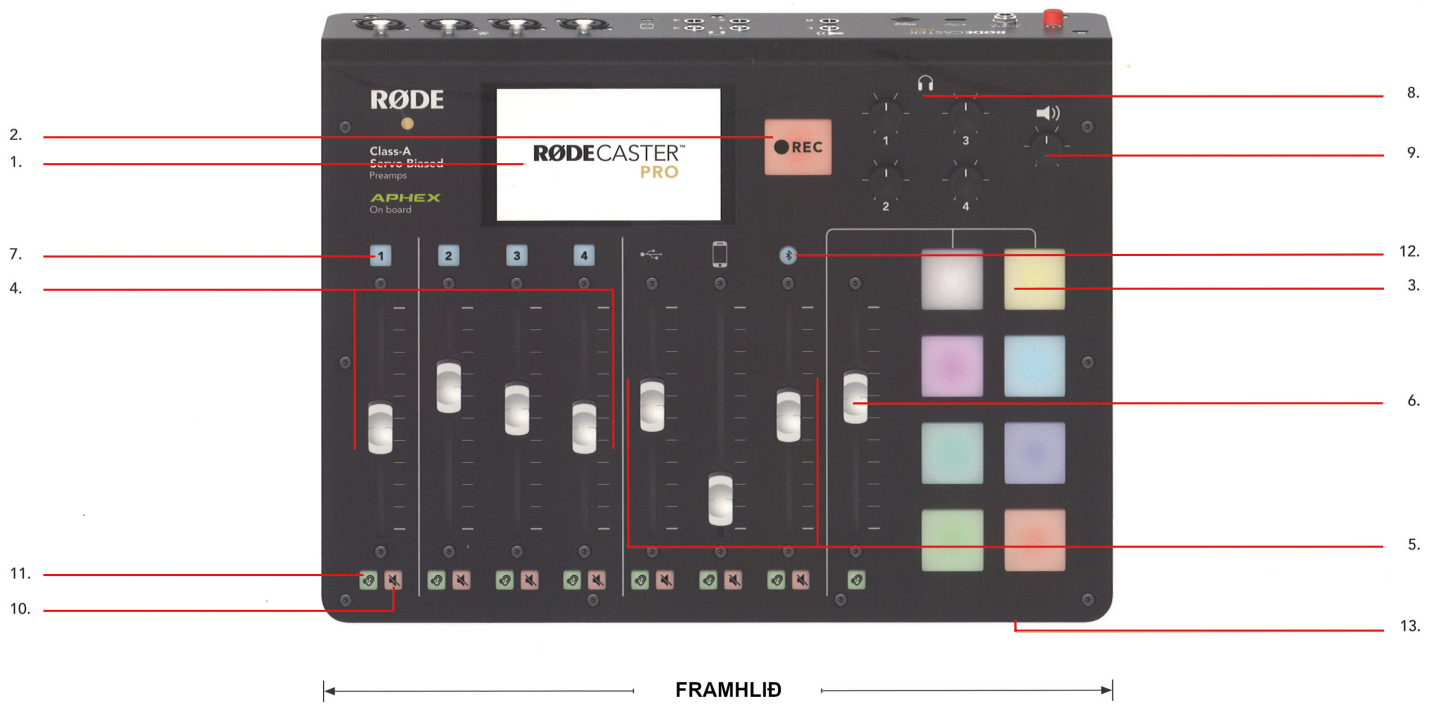 RØDECASTER
RØDE
Class-A
Servo Biased
Preamps
APHEX
On board
RØDECASTER™
PRO
REC
1
3
2
4
1
2
3
4
2.
1.
7.
4.
11.
10.
8.
9.
12.
3.
6.
5.
13.
FRAMHLIÐ